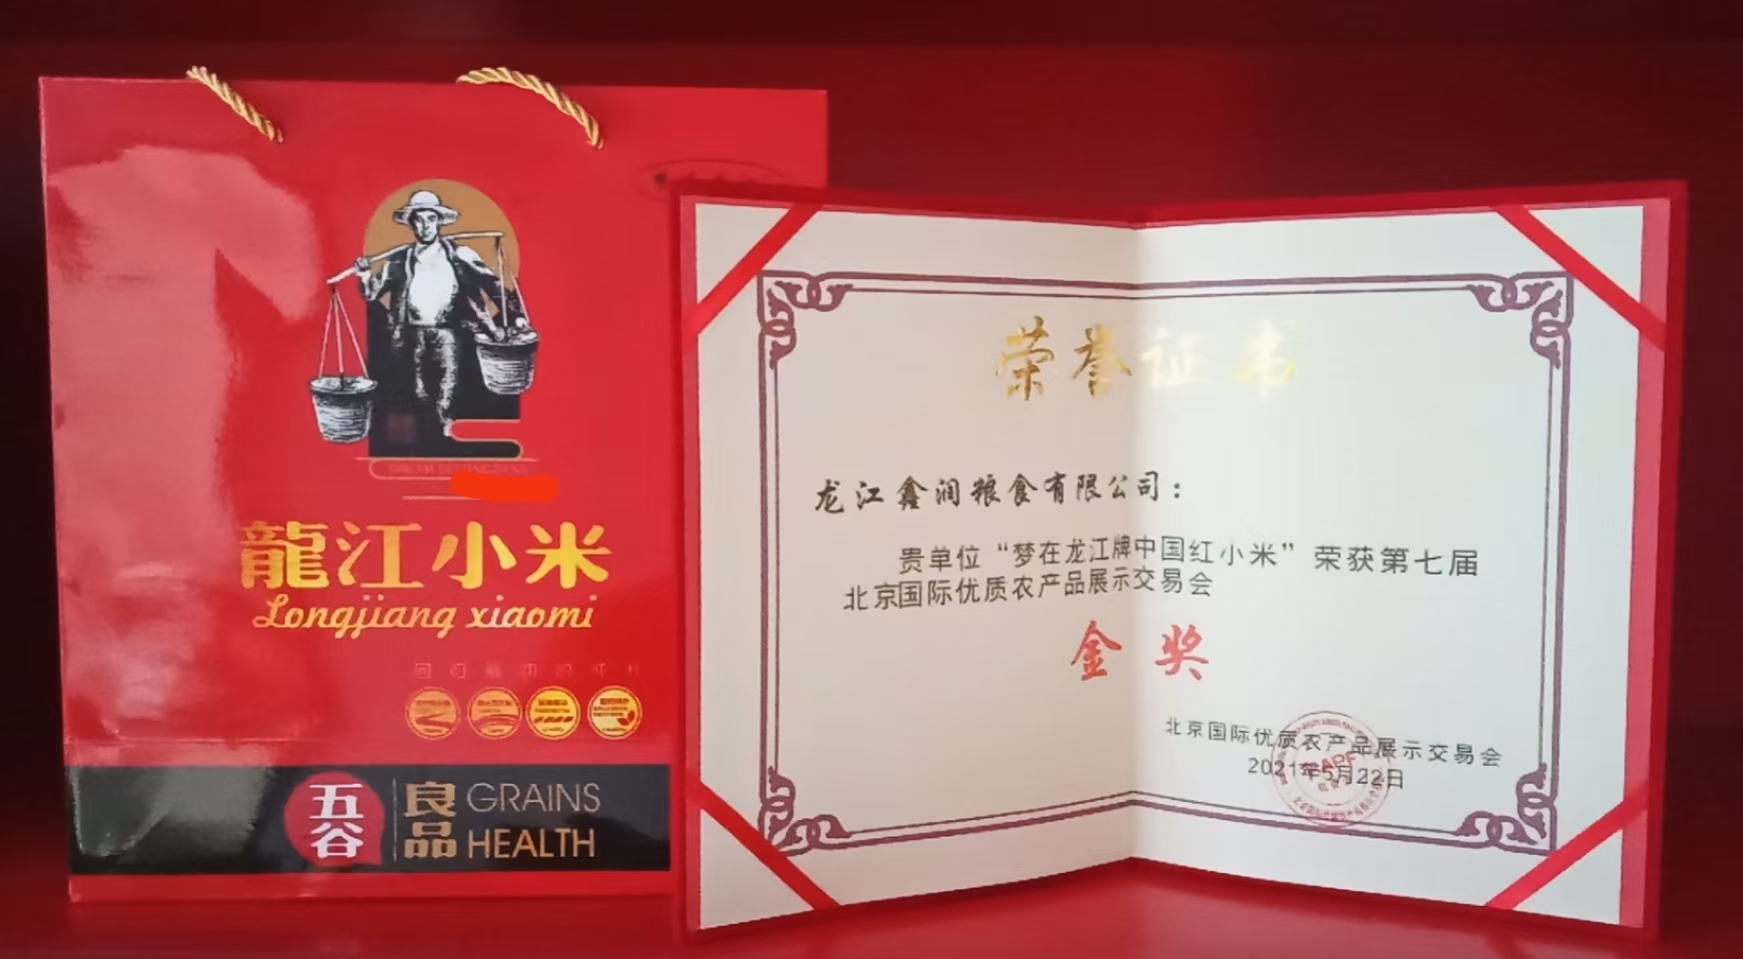 龍江小米
Longjiang xiaomi
五谷
良品
GRAINS
HEALTH
荣誉证书
龙江鑫润粮食有限公司：
贵单位“梦在龙江牌中国红小米”荣获第七届
北京国际优质农产品展示交易会
金奖
北京国际优质农产品展示交易会
2021年5月22日